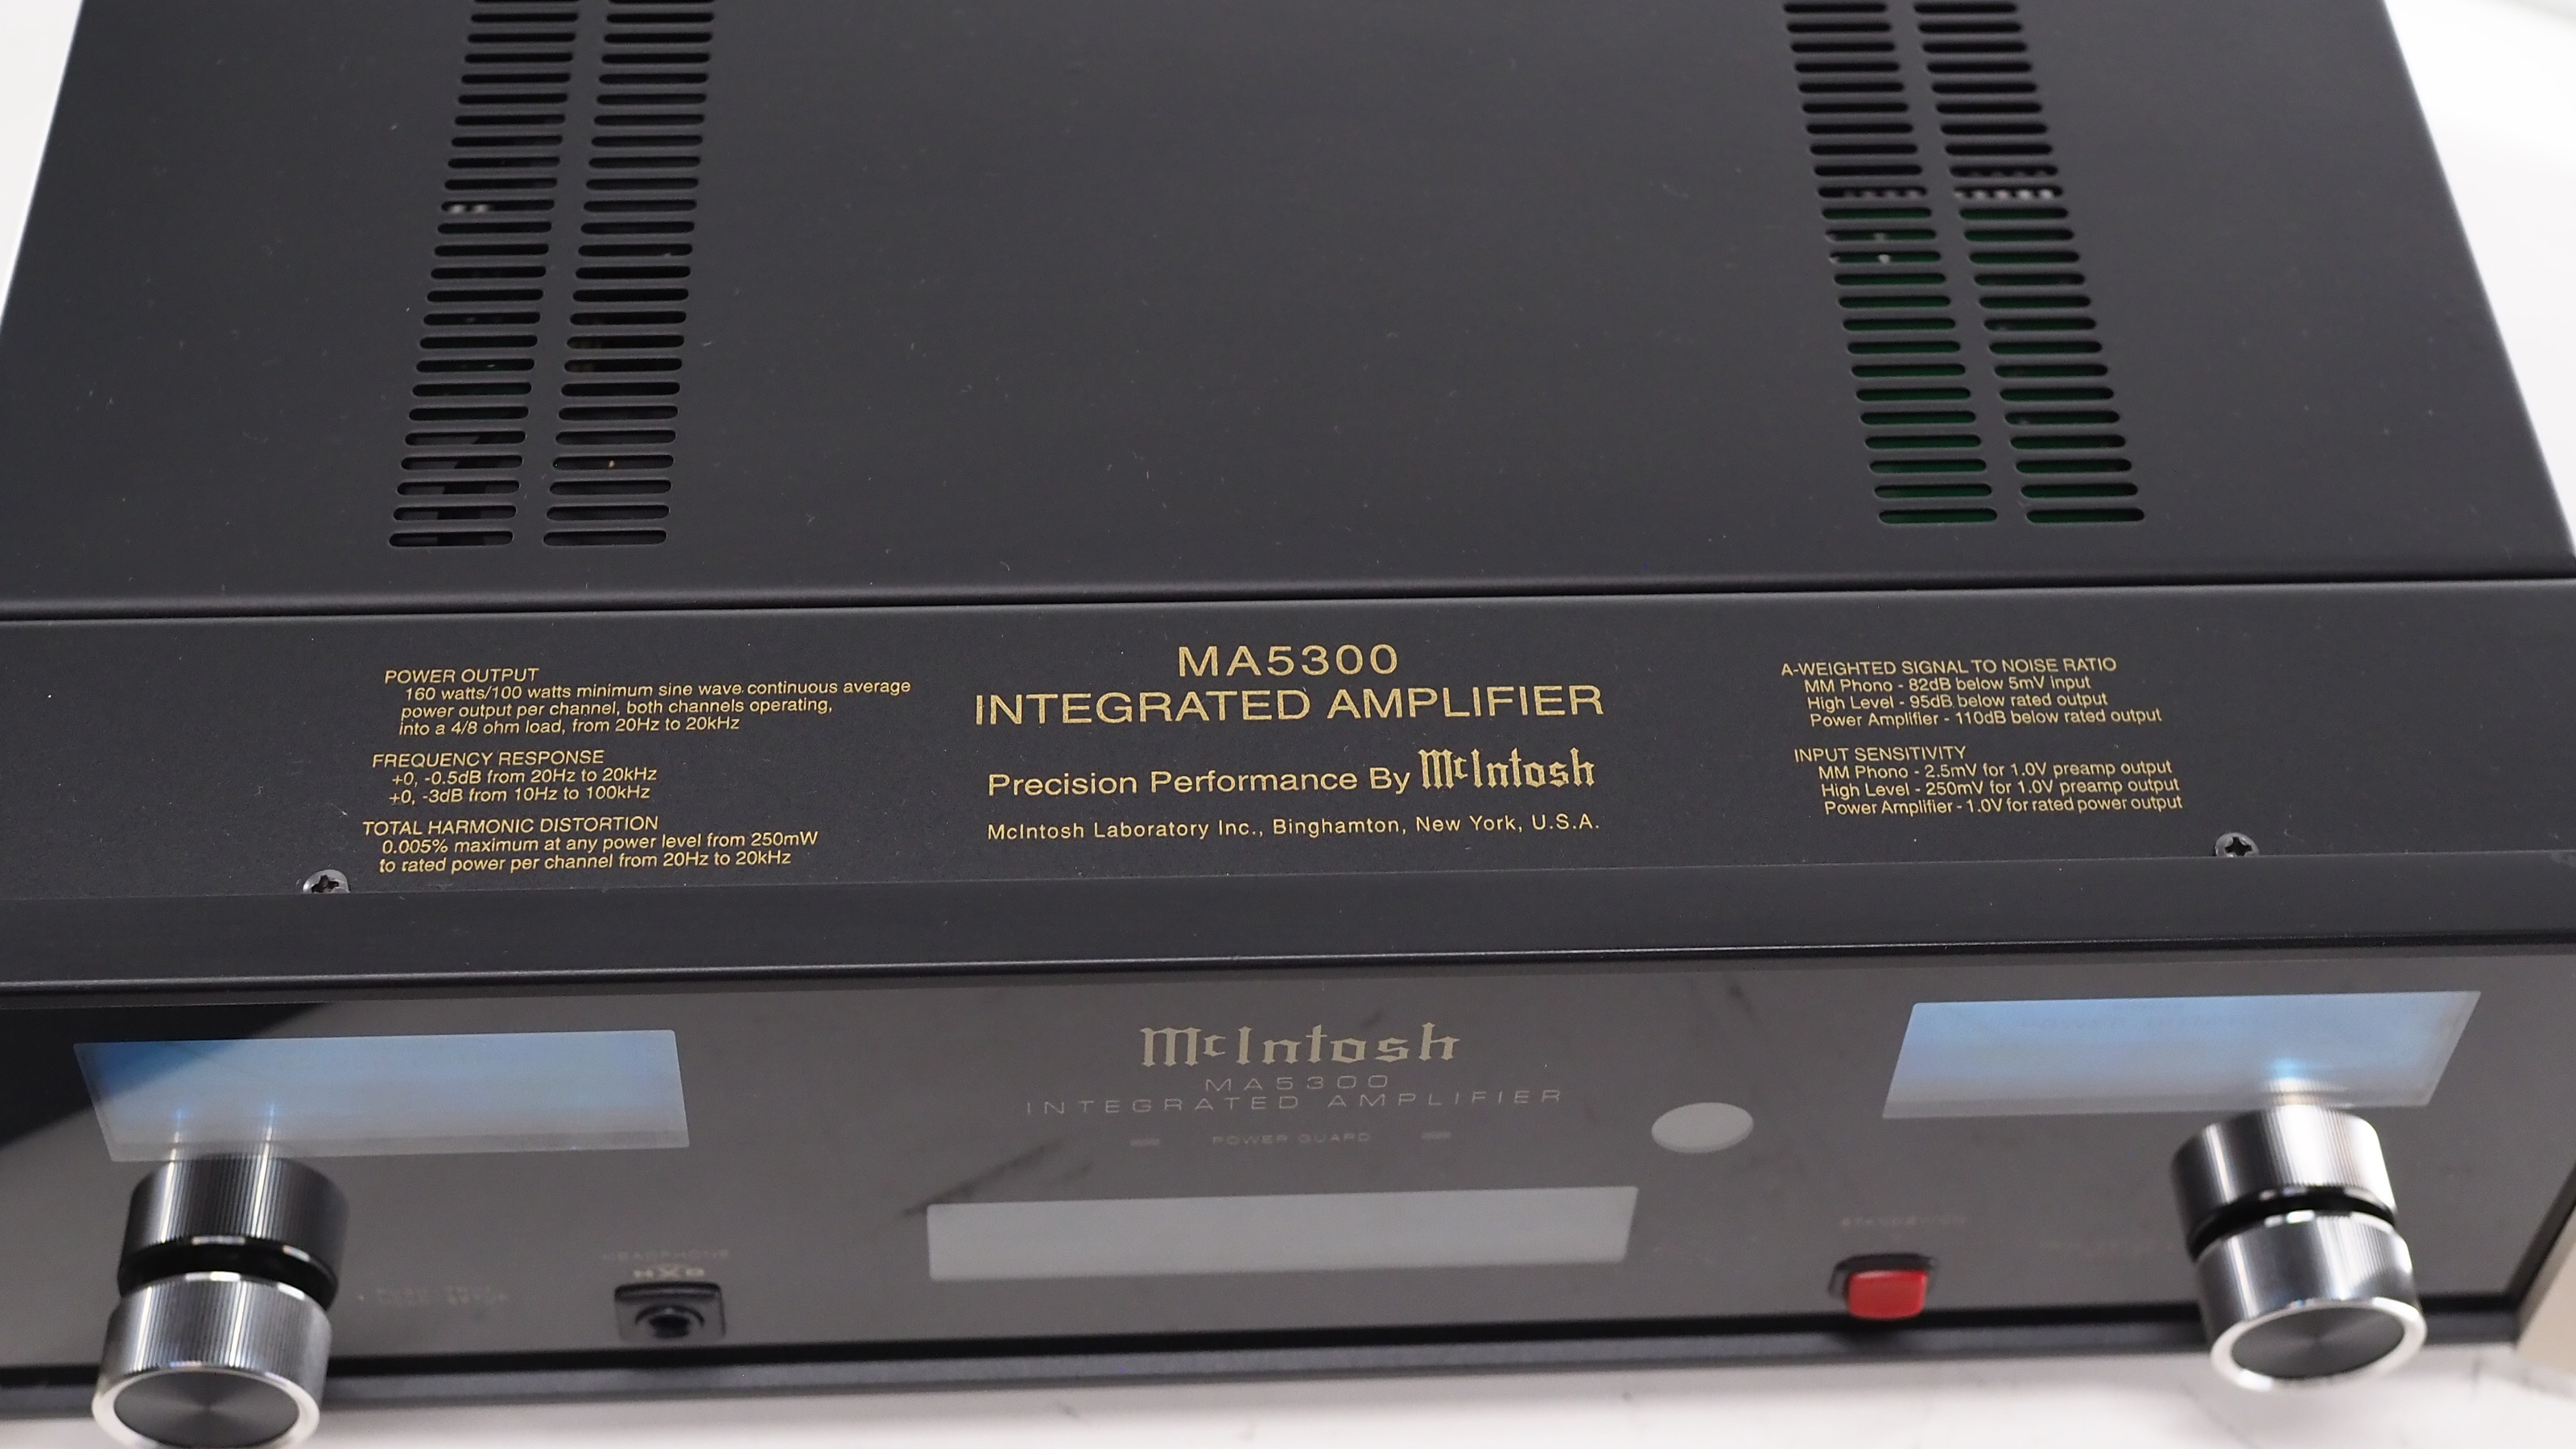 POWER OUTPUT
160 watts/100 watts minimum sine wave continuous average
power output per channel, both channels operating,
into a 4/8 ohm load, from 20Hz to 20kHz
FREQUENCY RESPONSE
+0, -0.5dB from 20Hz to 20kHz
+0, -3dB from 10Hz to 100kHz
TOTAL HARMONIC DISTORTION
0.005% maximum at any power level from 250mW
to rated power per channel from 20Hz to 20kHz
MA5300
INTEGRATED AMPLIFIER
Precision Performance By McIntosh
McIntosh Laboratory Inc., Binghamton, New York, U.S.A.
A-WEIGHTED SIGNAL TO NOISE RATIO
MM Phono - 82dB below 5mV input
High Level - 95dB below rated output
Power Amplifier - 110dB below rated output
INPUT SENSITIVITY
MM Phono - 2.5mV for 1.0V preamp output
High Level - 250mV for 1.0V preamp output
Power Amplifier - 1.0V for rated power output
McIntosh
MA5300
INTEGRATED AMPLIFIER
POWER GUARD
HEADPHONE
HXD